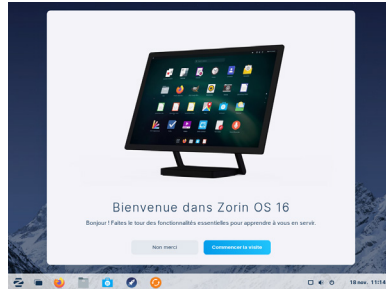 Bienvenue dans Zorin OS 16
Bonjour ! Faites le tour des fonctionnalités essentielles pour apprendre à vous en servir.
Non merci
Commencer la visite
18 nov. 11:14